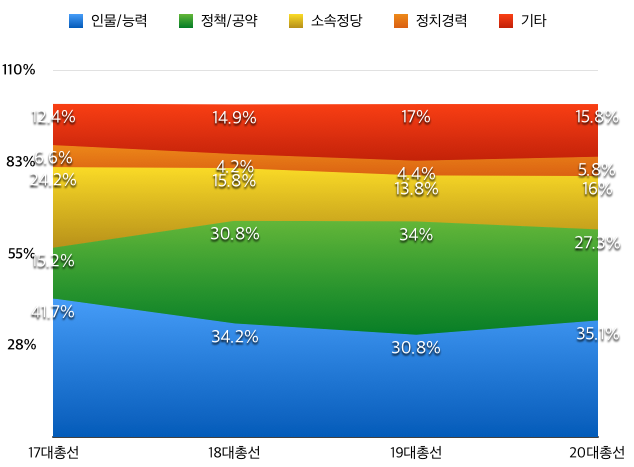 인물/능력 정책/공약 소속정당 정치경력 기타
110%
12.4% 14.9% 17% 15.8%
83% 6.6% 4.2% 4.4% 5.8%
24.2% 15.8% 13.8% 16%
55% 15.2% 30.8% 34% 27.3%
41.7% 34.2% 30.8% 35.1%
28%
17대총선 18대총선 19대총선 20대총선